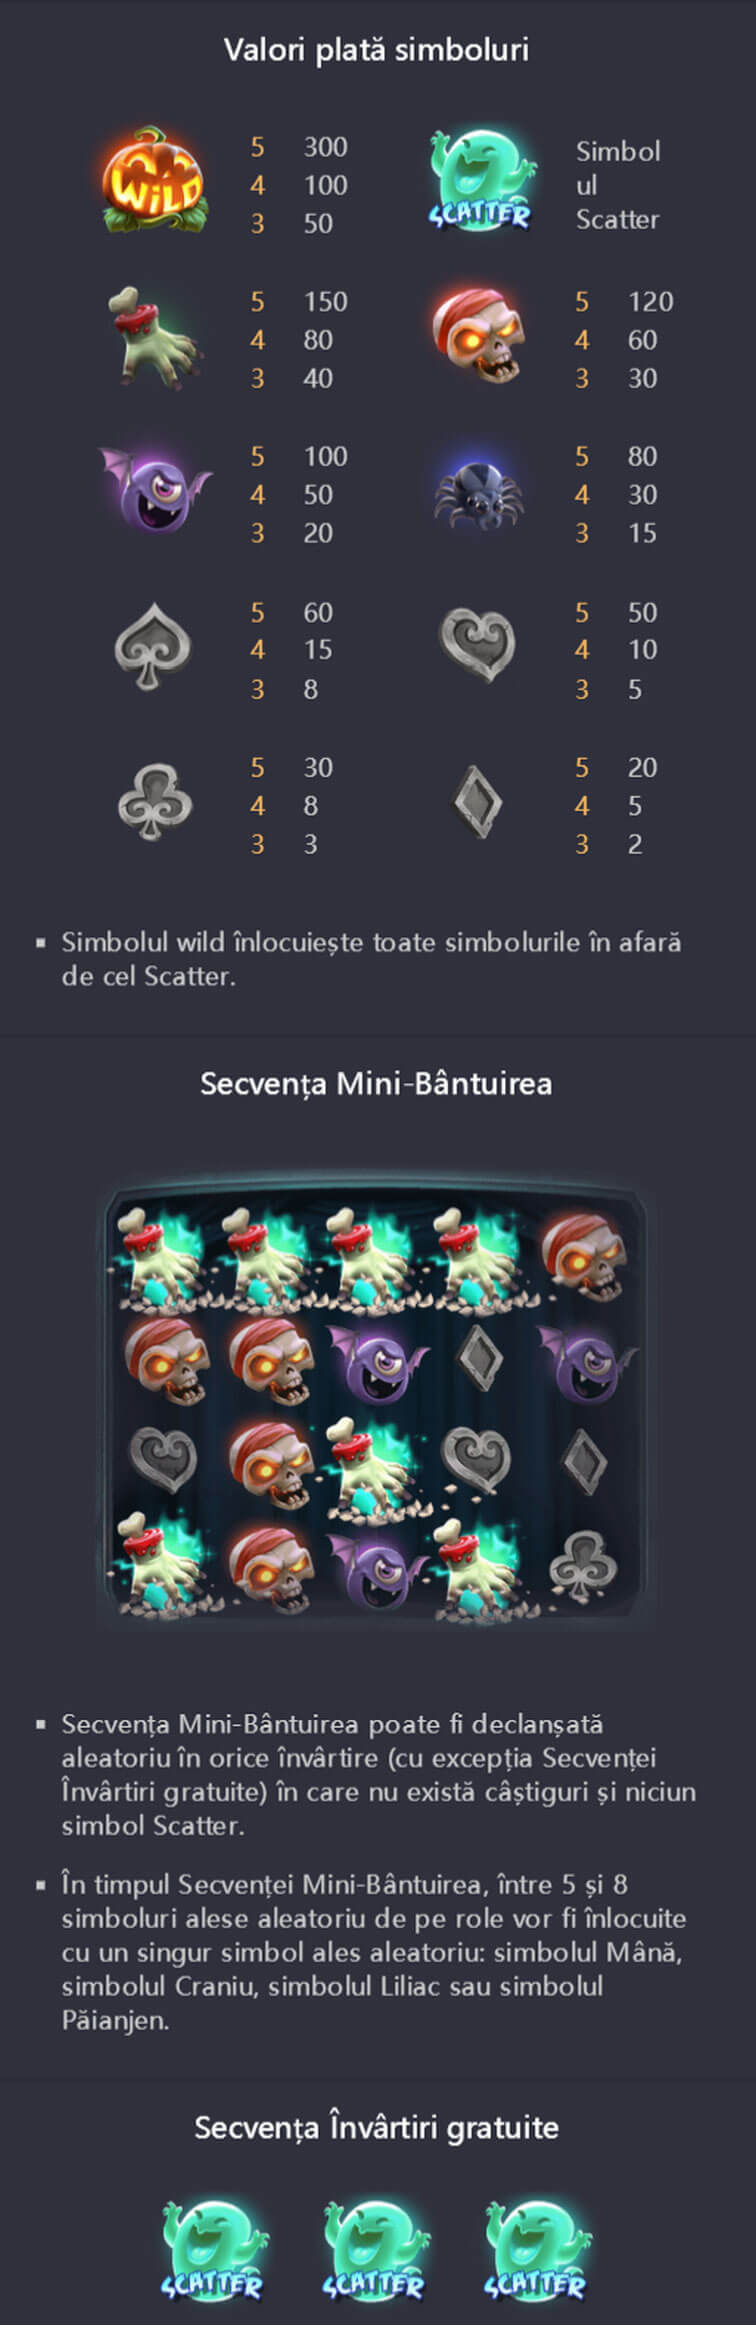 Valori plată simboluri
WILD
5 300
4 100
3 50
SCATTER
Simbol
ul
Scatter
5 150
4 80
3 40
5 120
4 60
3 30
5 100
4 50
3 20
5 80
4 30
3 15
5 60
4 15
3 8
5 50
4 10
3 5
5 30
4 8
3 3
5 20
4 5
3 2
▪ Simbolul wild înlocuiește toate simbolurile în afară
de cel Scatter.
Secvența Mini-Bântuirea
▪ Secvența Mini-Bântuirea poate fi declanșată
aleatoriu în orice învârtire (cu excepția Secvenței
Învârtiri gratuite) în care nu există câștiguri și niciun
simbol Scatter.
▪ În timpul Secvenței Mini-Bântuirea, între 5 și 8
simboluri alese aleatoriu de pe role vor fi înlocuite
cu un singur simbol ales aleatoriu: simbolul Mână,
simbolul Craniu, simbolul Liliac sau simbolul
Păianjen.
Secvența Învârtiri gratuite
SCATTER SCATTER SCATTER